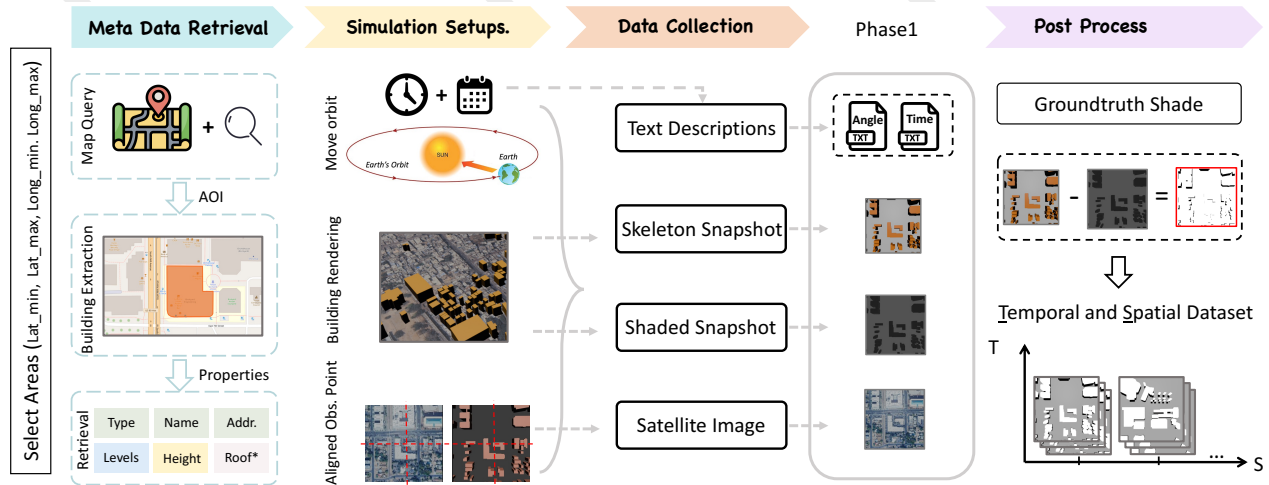 Meta Data Retrieval
Simulation Setups.
Data Collection
Phase1
Post Process
Select Areas (Lat_min, Lat_max, Long_min. Long_max)
Map Query
+
AOI
Building Extraction
Properties
Retrieval
Type
Name
Addr.
Levels
Height
Roof*
Move orbit
+
SUN
Earth's Orbit
Earth
Building Rendering
Aligned Obs. Point
Text Descriptions
Skeleton Snapshot
Shaded Snapshot
Satellite Image
Angle
TXT
Time
TXT
Groundtruth Shade
- =
Temporal and Spatial Dataset
T
...
S